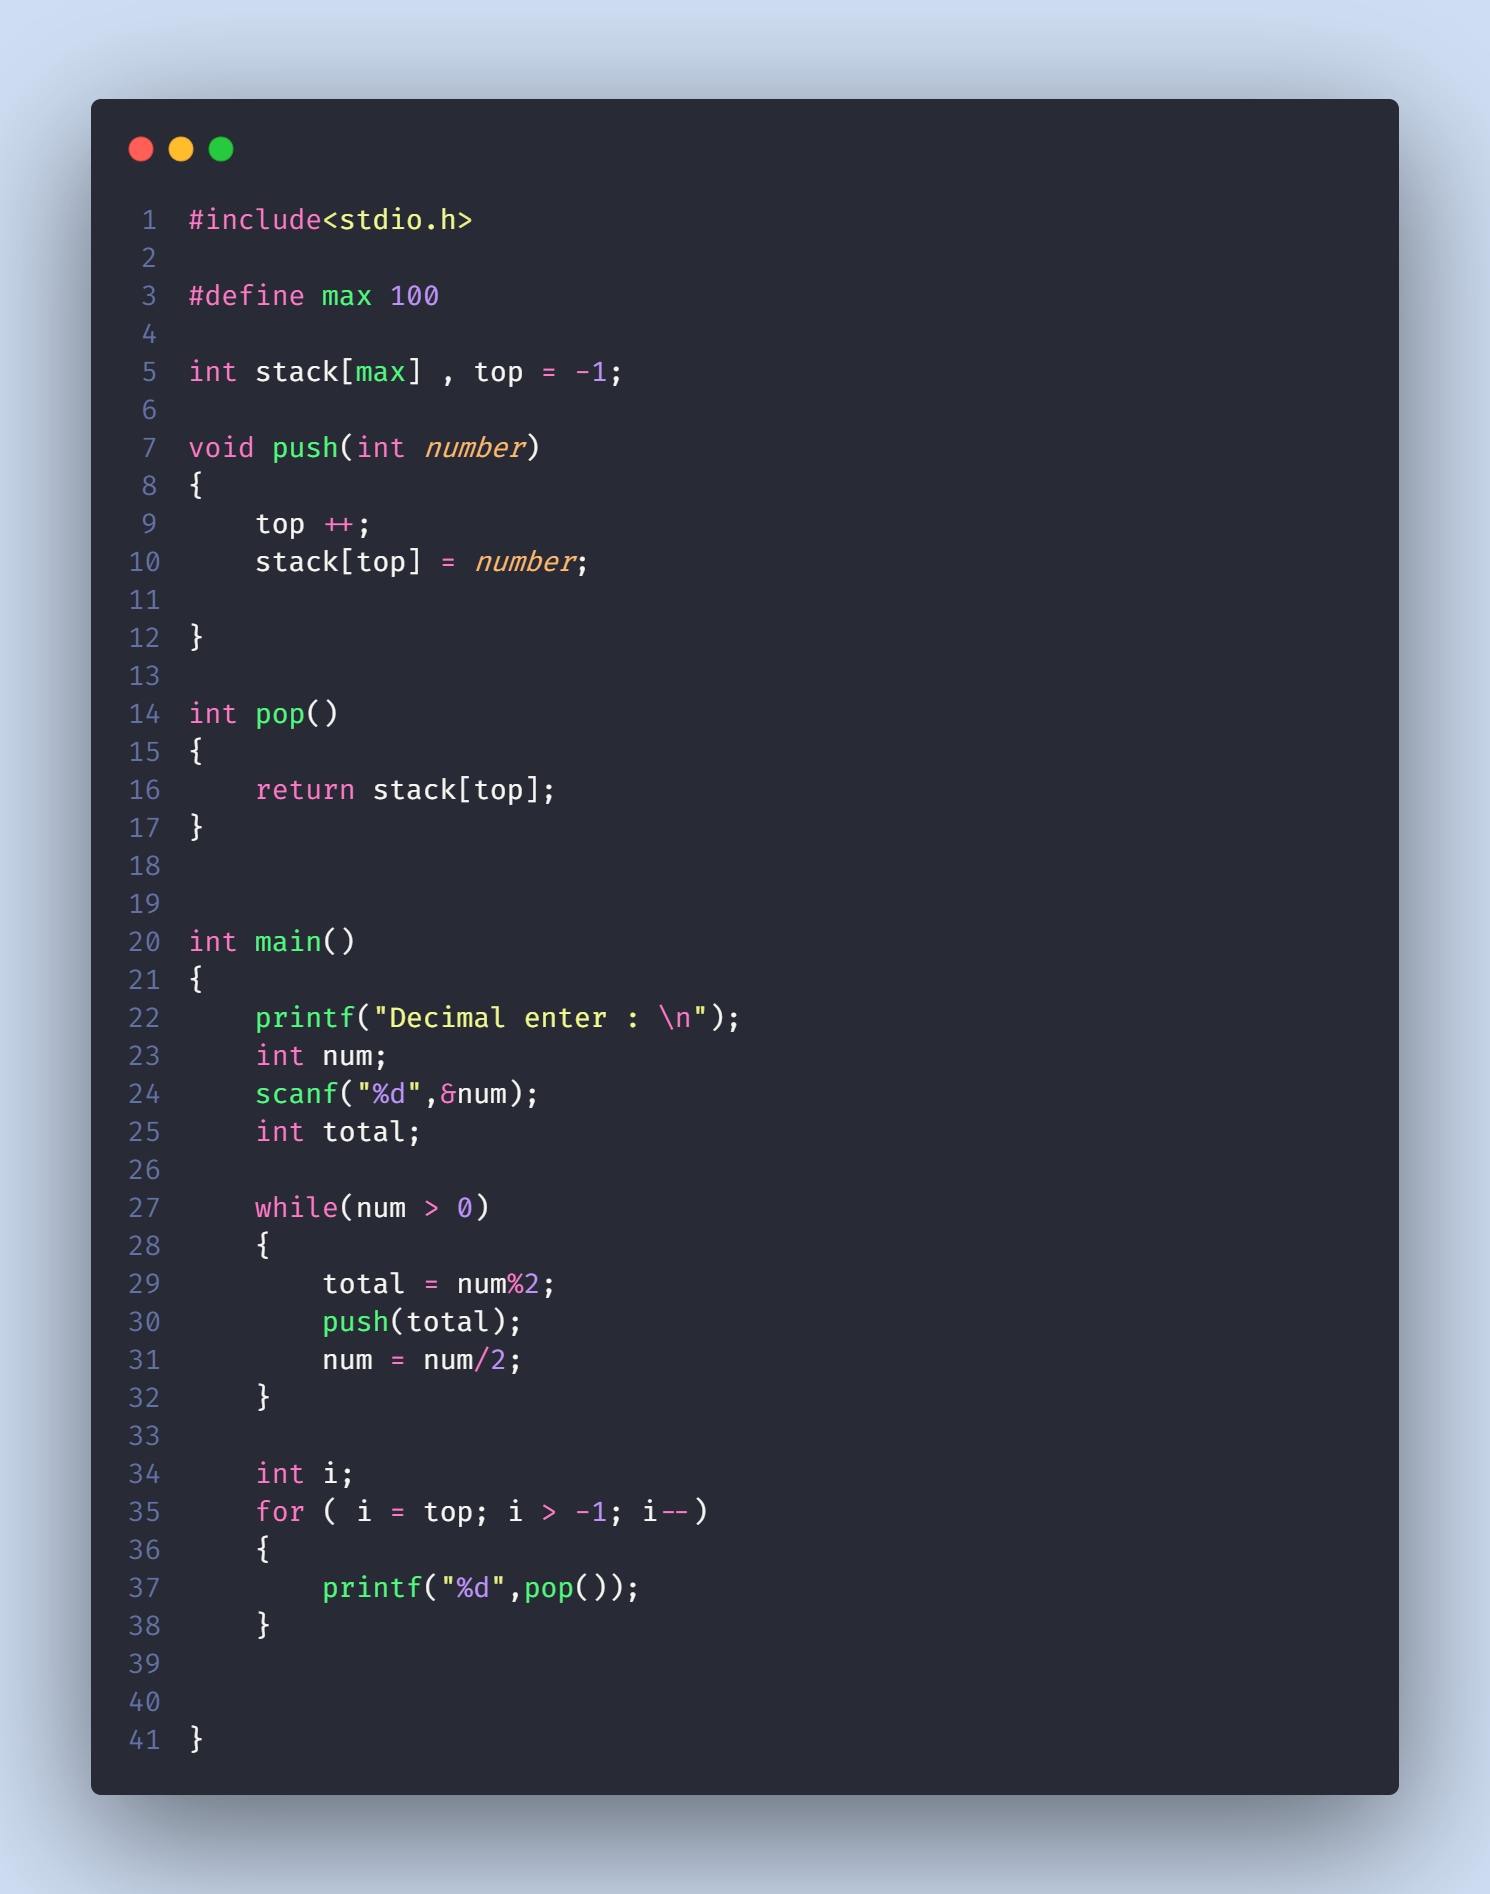 1 #include<stdio.h>
2
3 #define max 100
4
5 int stack[max] , top = -1;
6
7 void push(int number)
8 {
9     top ++;
10     stack[top] = number;
11
12 }
13
14 int pop()
15 {
16     return stack[top];
17 }
18
19
20 int main()
21 {
22     printf("Decimal enter : \n");
23     int num;
24     scanf("%d",&num);
25     int total;
26
27     while(num > 0)
28     {
29         total = num%2;
30         push(total);
31         num = num/2;
32     }
33
34     int i;
35     for ( i = top; i > -1; i--)
36     {
37         printf("%d",pop());
38     }
39
40
41 }